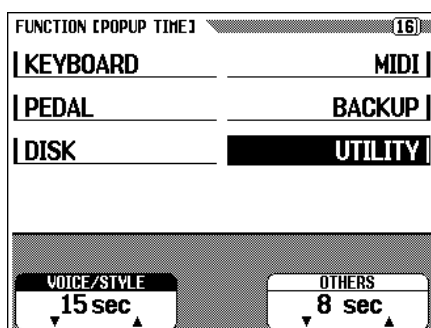 FUNCTION [POPUP TIME] 16
KEYBOARD MIDI
PEDAL BACKUP
DISK UTILITY
VOICE/STYLE OTHERS
15 sec 8 sec